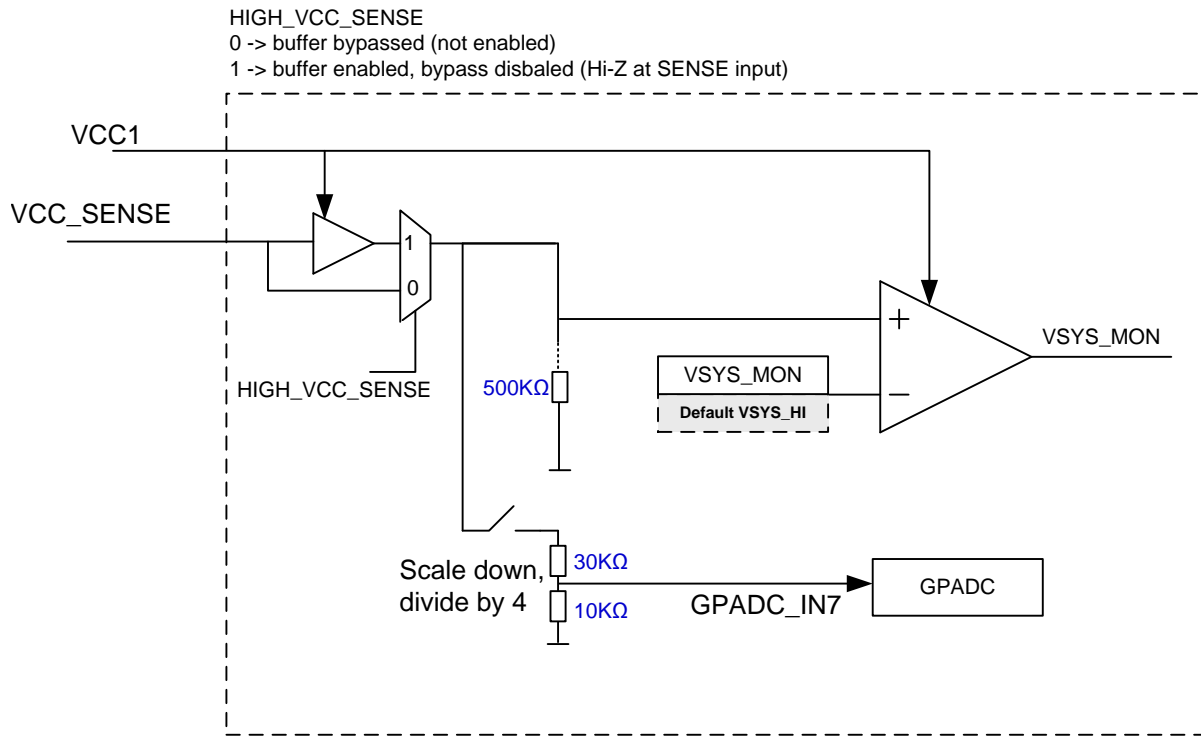 HIGH_VCC_SENSE
0 -> buffer bypassed (not enabled)
1 -> buffer enabled, bypass disbaled (Hi-Z at SENSE input)
VCC1
VCC_SENSE
1
0
HIGH_VCC_SENSE
500KΩ
+
VSYS_MON
Default VSYS_HI
−
VSYS_MON
Scale down,
divide by 4
30KΩ
10KΩ
GPADC_IN7
GPADC